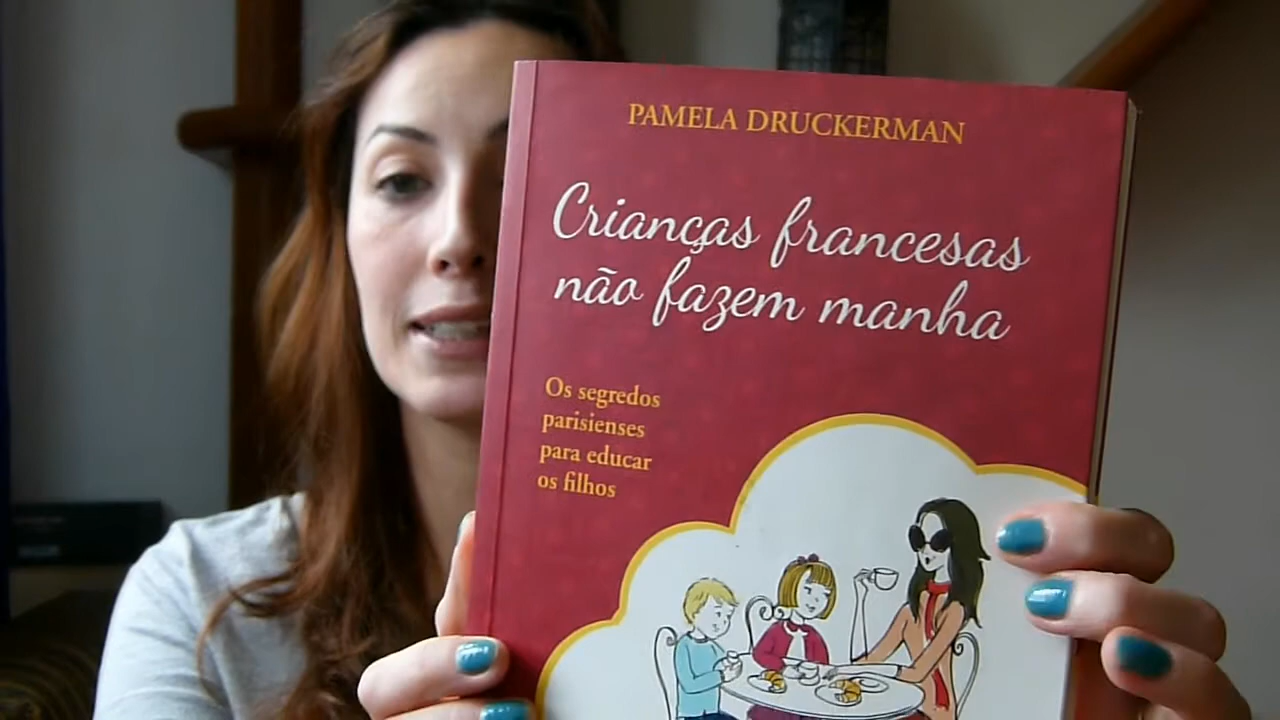 PAMELA DRUCKERMAN
Crianças francesas
não fazem manha
Os segredos
parisienses
para educar
os filhos